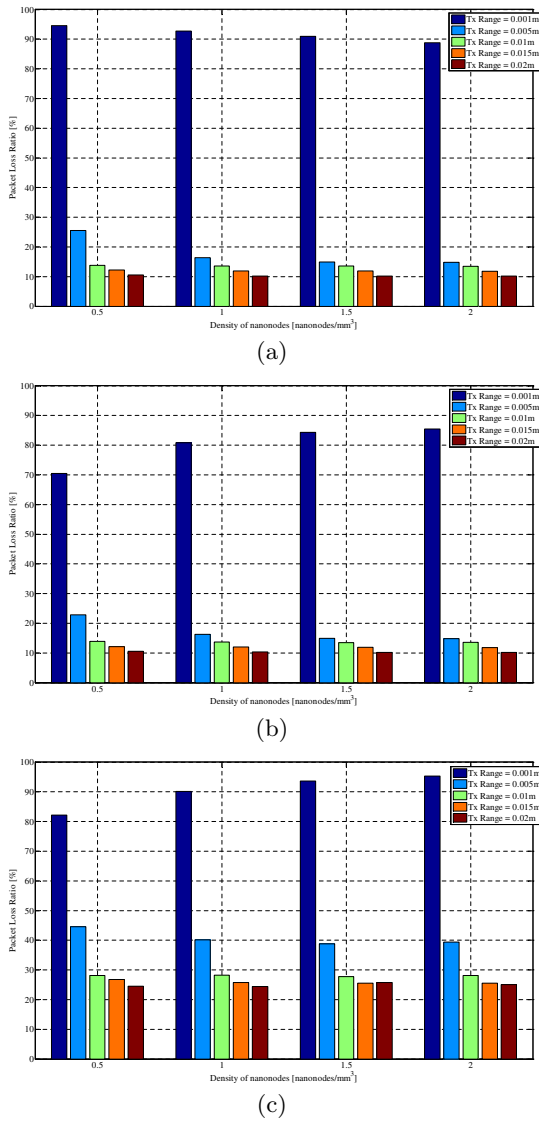 100
Tx Range = 0.001m
90
Tx Range = 0.005m
Tx Range = 0.01m
80
Tx Range = 0.015m
Tx Range = 0.02m
70
60
50
40
30
20
10
0
Packet Loss Ratio [%]
0.5 1 1.5 2
Density of nanonodes [nanonodes/mm³]
(a)
100
Tx Range = 0.001m
90
Tx Range = 0.005m
Tx Range = 0.01m
80
Tx Range = 0.015m
Tx Range = 0.02m
70
60
50
40
30
20
10
0
Packet Loss Ratio [%]
0.5 1 1.5 2
Density of nanonodes [nanonodes/mm³]
(b)
100
Tx Range = 0.001m
90
Tx Range = 0.005m
Tx Range = 0.01m
80
Tx Range = 0.015m
Tx Range = 0.02m
70
60
50
40
30
20
10
0
Packet Loss Ratio [%]
0.5 1 1.5 2
Density of nanonodes [nanonodes/mm³]
(c)